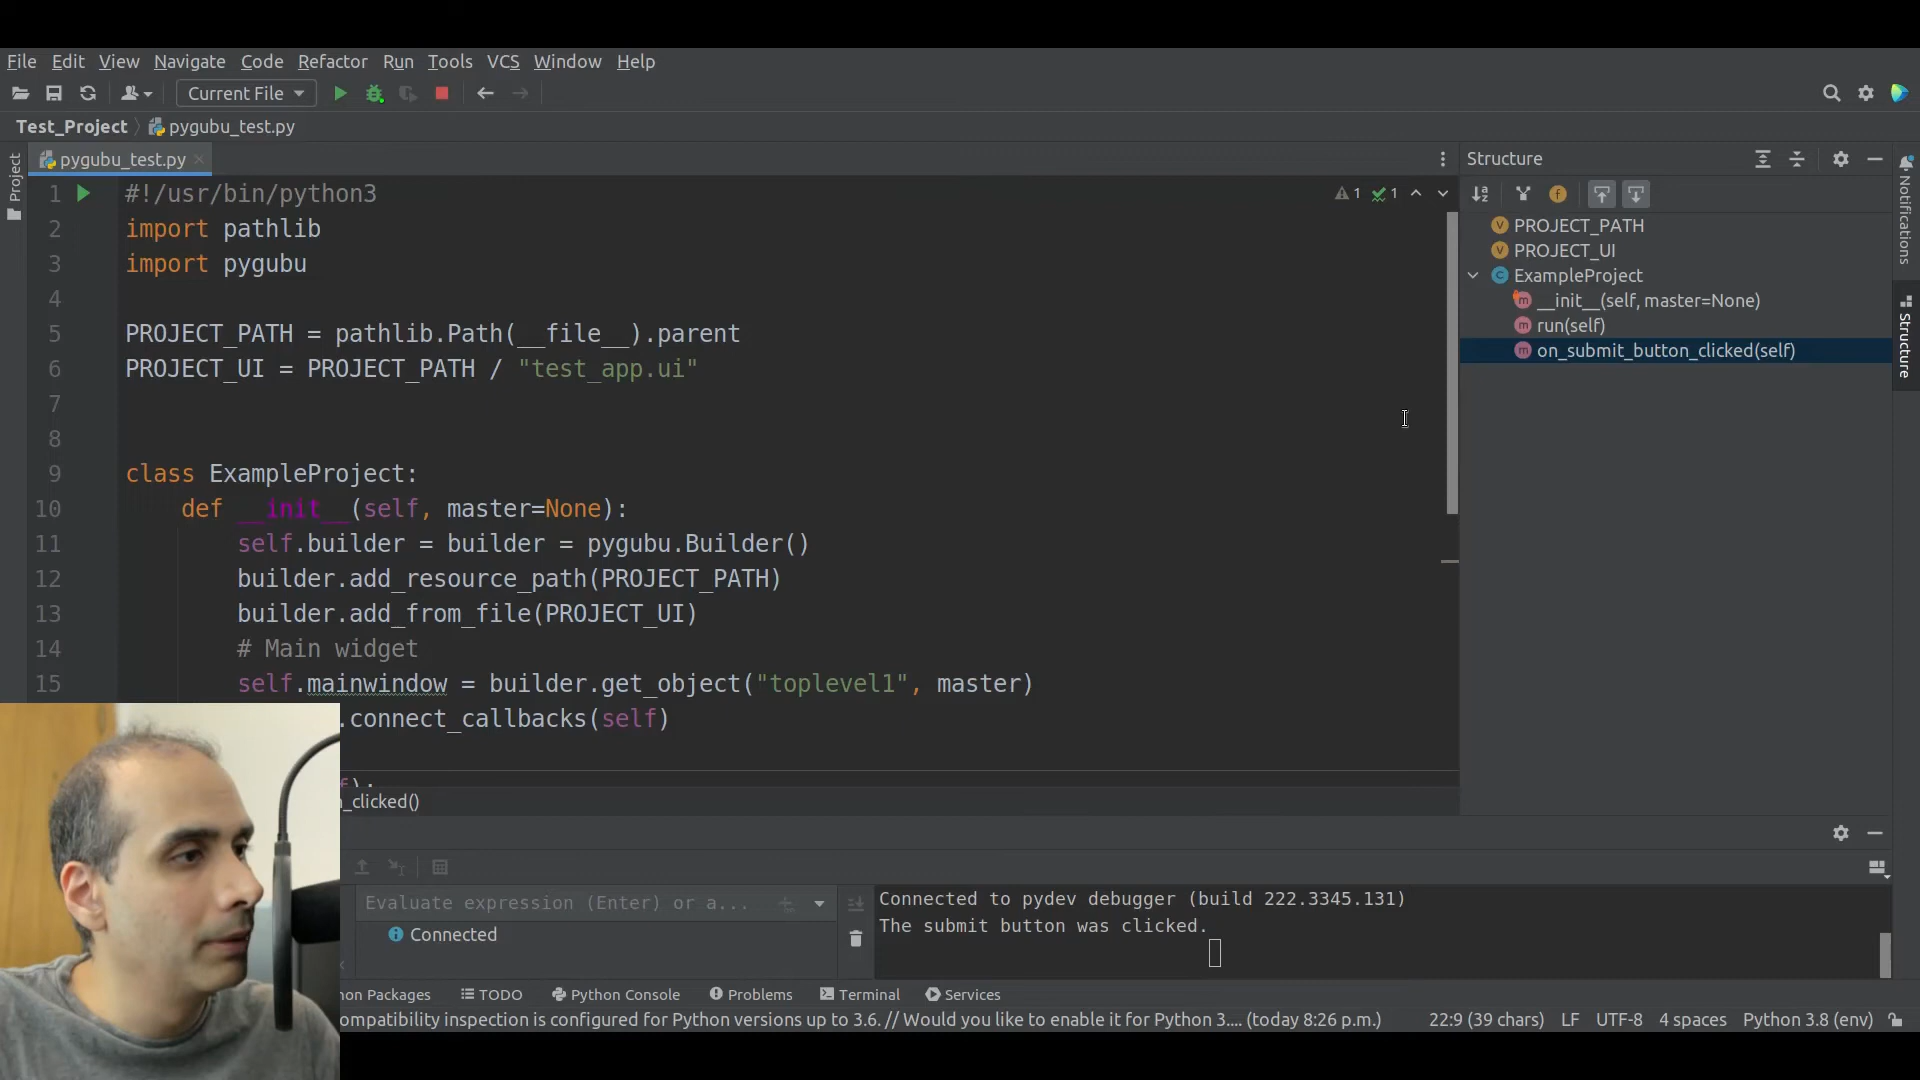 File Edit View Navigate Code Refactor Run Tools VCS Window Help
Current File
Test_Project pygubu_test.py
Project
pygubu_test.py
1 #!/usr/bin/python3
2 import pathlib
3 import pygubu
4
5 PROJECT_PATH = pathlib.Path(__file__).parent
6 PROJECT_UI = PROJECT_PATH / "test_app.ui"
7
8
9 class ExampleProject:
10 def __init__(self, master=None):
11 self.builder = builder = pygubu.Builder()
12 builder.add_resource_path(PROJECT_PATH)
13 builder.add_from_file(PROJECT_UI)
14 # Main widget
15 self.mainwindow = builder.get_object("toplevel1", master)
.connect_callbacks(self)
f):
_clicked()
1 1
Structure
PROJECT_PATH
PROJECT_UI
ExampleProject
__init__(self, master=None)
run(self)
on_submit_button_clicked(self)
Notifications
Structure
Evaluate expression (Enter) or a...
Connected
Connected to pydev debugger (build 222.3345.131)
The submit button was clicked.
on Packages TODO Python Console Problems Terminal Services
ompatibility inspection is configured for Python versions up to 3.6. // Would you like to enable it for Python 3.... (today 8:26 p.m.) 22:9 (39 chars) LF UTF-8 4 spaces Python 3.8 (env)